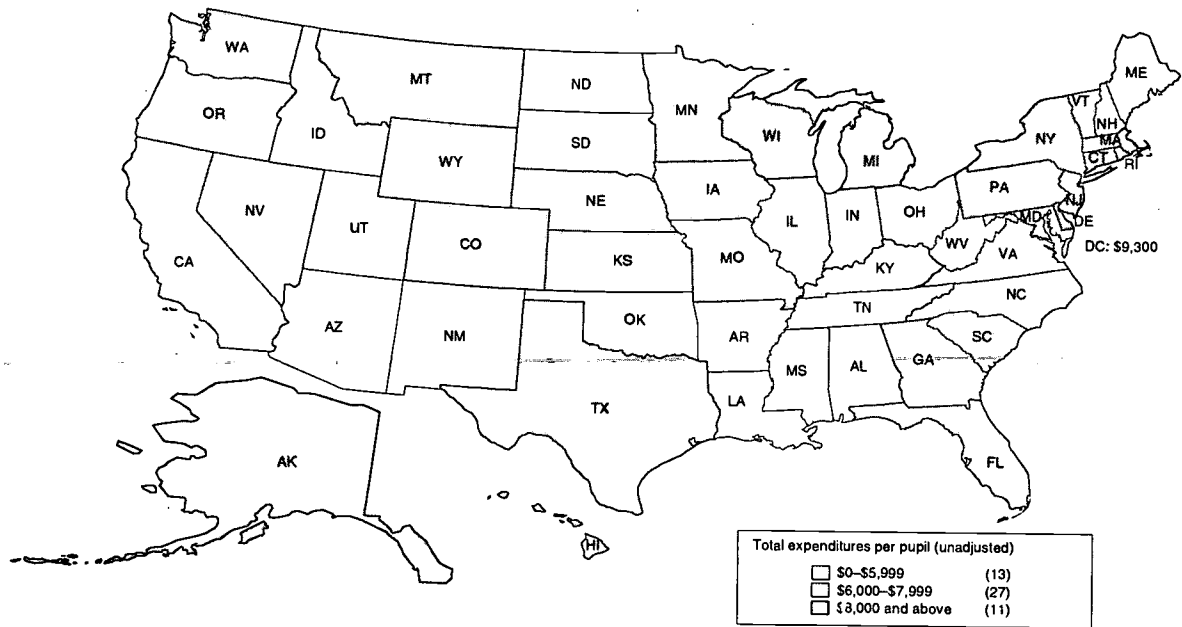 WA
MT
ND
MN
ME
OR
ID
SD
WI
VT
NH
WY
MI
NY
MA
CT
RI
NV
UT
NE
IA
PA
NJ
CO
IL
IN
OH
MD
DE
CA
KS
MO
WV
VA
DC: $9,300
KY
AZ
NM
OK
TN
NC
AR
SC
TX
LA
MS
AL
GA
AK
FL
HI
Total expenditures per pupil (unadjusted)
$0–$5,999 (13)
$6,000–$7,999 (27)
$8,000 and above (11)